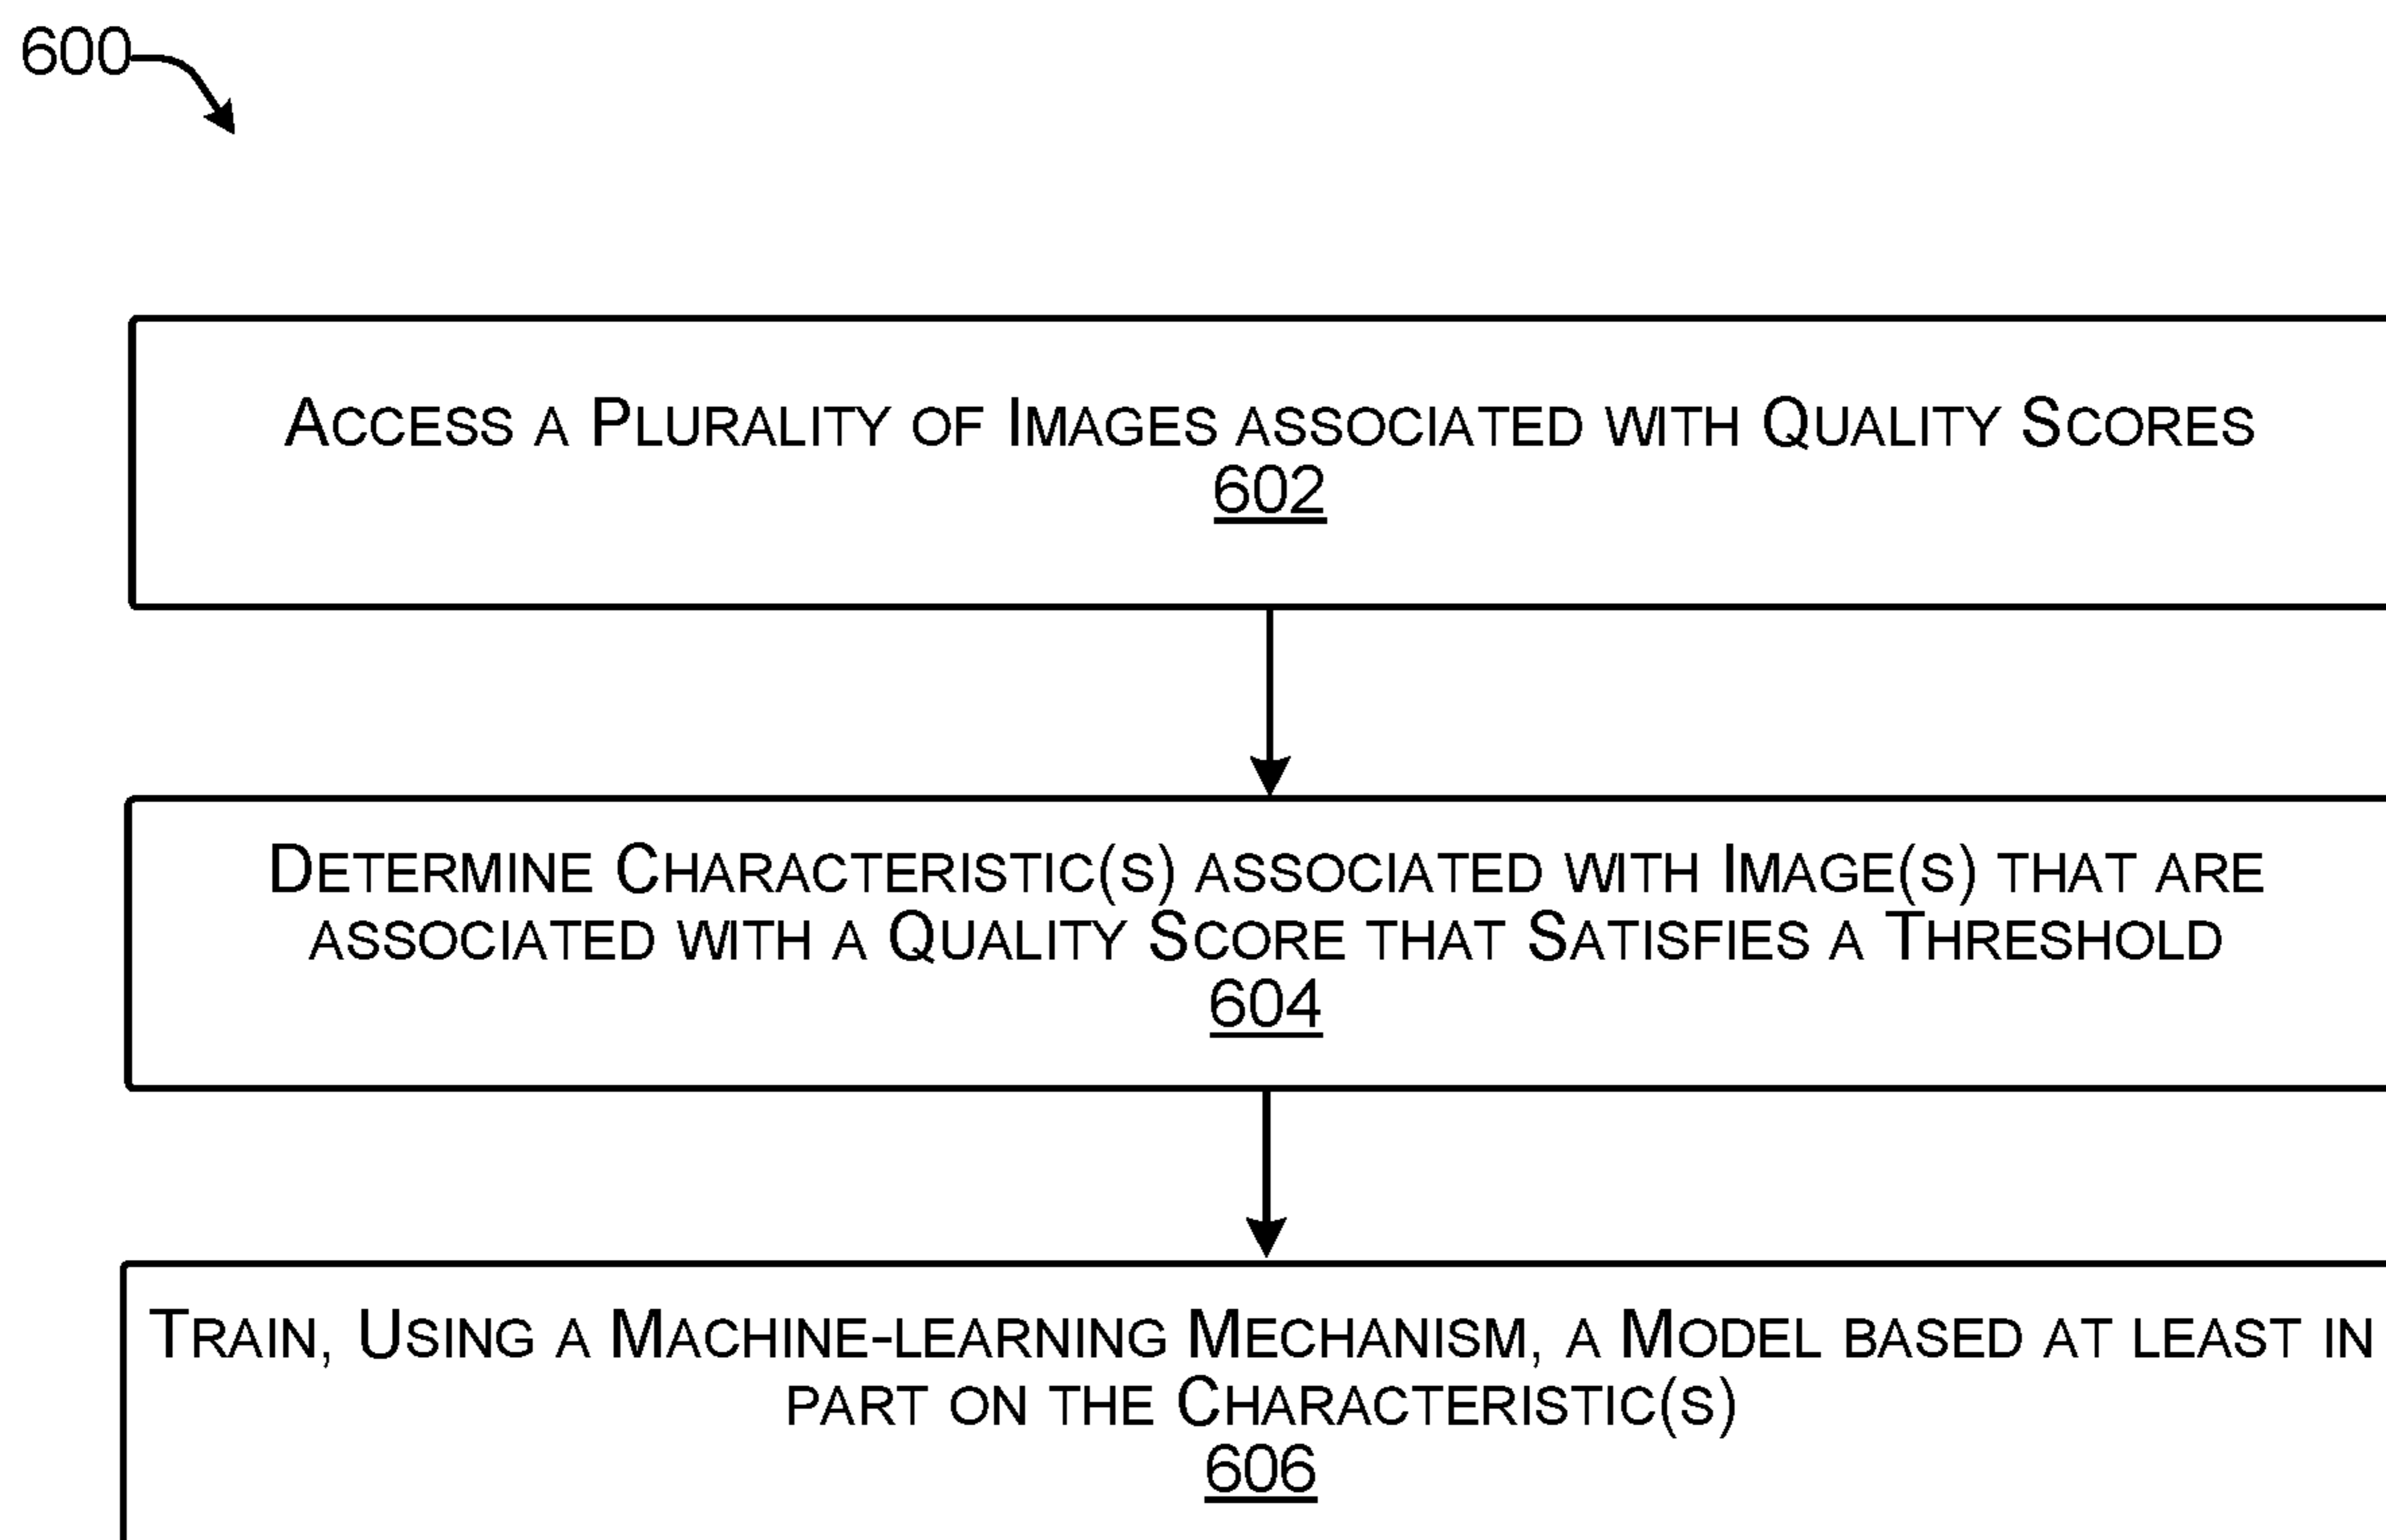 600
Access a Plurality of Images associated with Quality Scores
602
Determine Characteristic(s) associated with Image(s) that are
associated with a Quality Score that Satisfies a Threshold
604
Train, Using a Machine-learning Mechanism, a Model based at least in
part on the Characteristic(s)
606